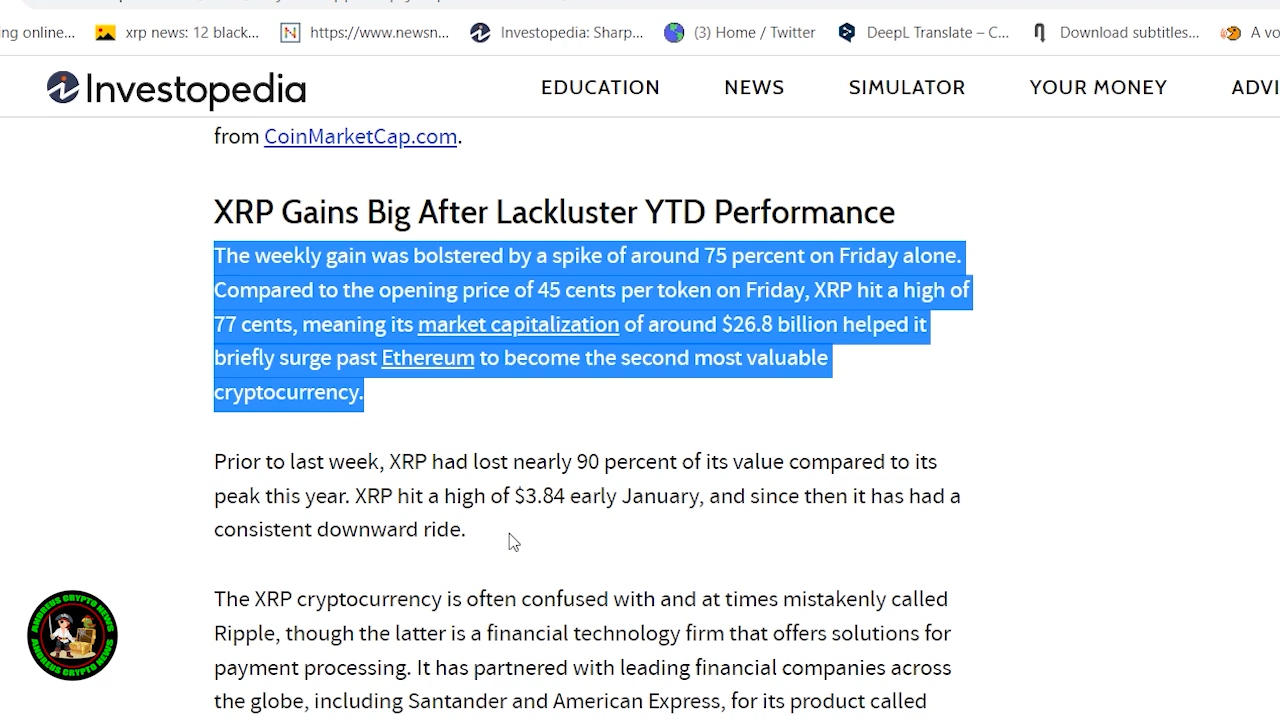 ng online...
xrp news: 12 black...
https://www.newsn...
Investopedia: Sharp...
(3) Home / Twitter
DeepL Translate – C...
Download subtitles...
A vo
Investopedia
EDUCATION
NEWS
SIMULATOR
YOUR MONEY
ADVI
from CoinMarketCap.com.
XRP Gains Big After Lackluster YTD Performance
The weekly gain was bolstered by a spike of around 75 percent on Friday alone.
Compared to the opening price of 45 cents per token on Friday, XRP hit a high of
77 cents, meaning its market capitalization of around $26.8 billion helped it
briefly surge past Ethereum to become the second most valuable
cryptocurrency.
Prior to last week, XRP had lost nearly 90 percent of its value compared to its
peak this year. XRP hit a high of $3.84 early January, and since then it has had a
consistent downward ride.
The XRP cryptocurrency is often confused with and at times mistakenly called
Ripple, though the latter is a financial technology firm that offers solutions for
payment processing. It has partnered with leading financial companies across
the globe, including Santander and American Express, for its product called
ANDREUS CRYPTO NEWS
ANDREUS CRYPTO NEWS